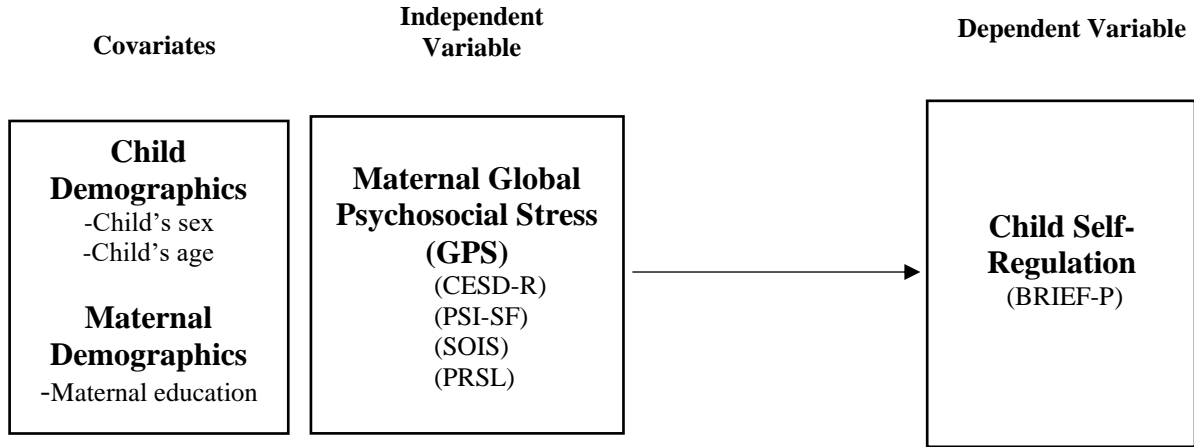 Covariates
Independent
Variable
Dependent Variable
Child
Demographics
-Child’s sex
-Child’s age
Maternal
Demographics
-Maternal education
Maternal Global
Psychosocial Stress
(GPS)
(CESD-R)
(PSI-SF)
(SOIS)
(PRSL)
Child Self-
Regulation
(BRIEF-P)